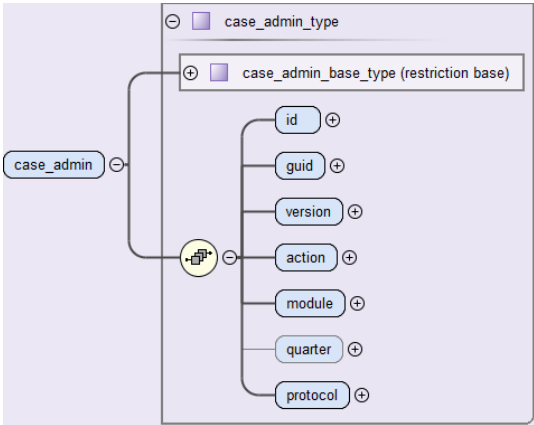 case_admin_type
case_admin_base_type (restriction base)
id
guid
case_admin
version
action
module
quarter
protocol